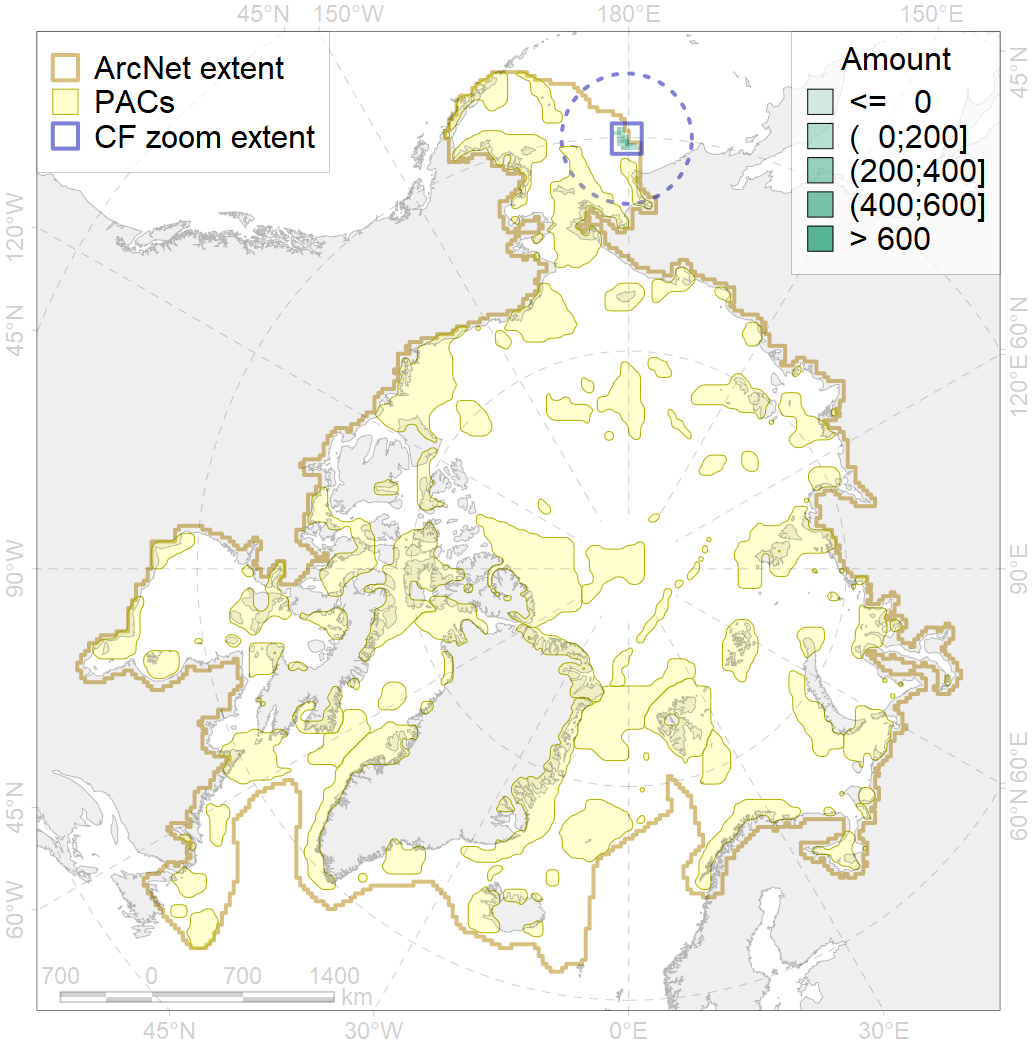 45°N 150°W 180°E 150°E
ArcNet extent
PACs
CF zoom extent
Amount
<= 0
( 0;200]
(200;400]
(400;600]
> 600
45°N
120°W
45°N
60°N
120°E
90°W
90°E
45°N
60°W
60°E
60°N
700 0 700 1400
km
45°N 30°W 0°E 30°E